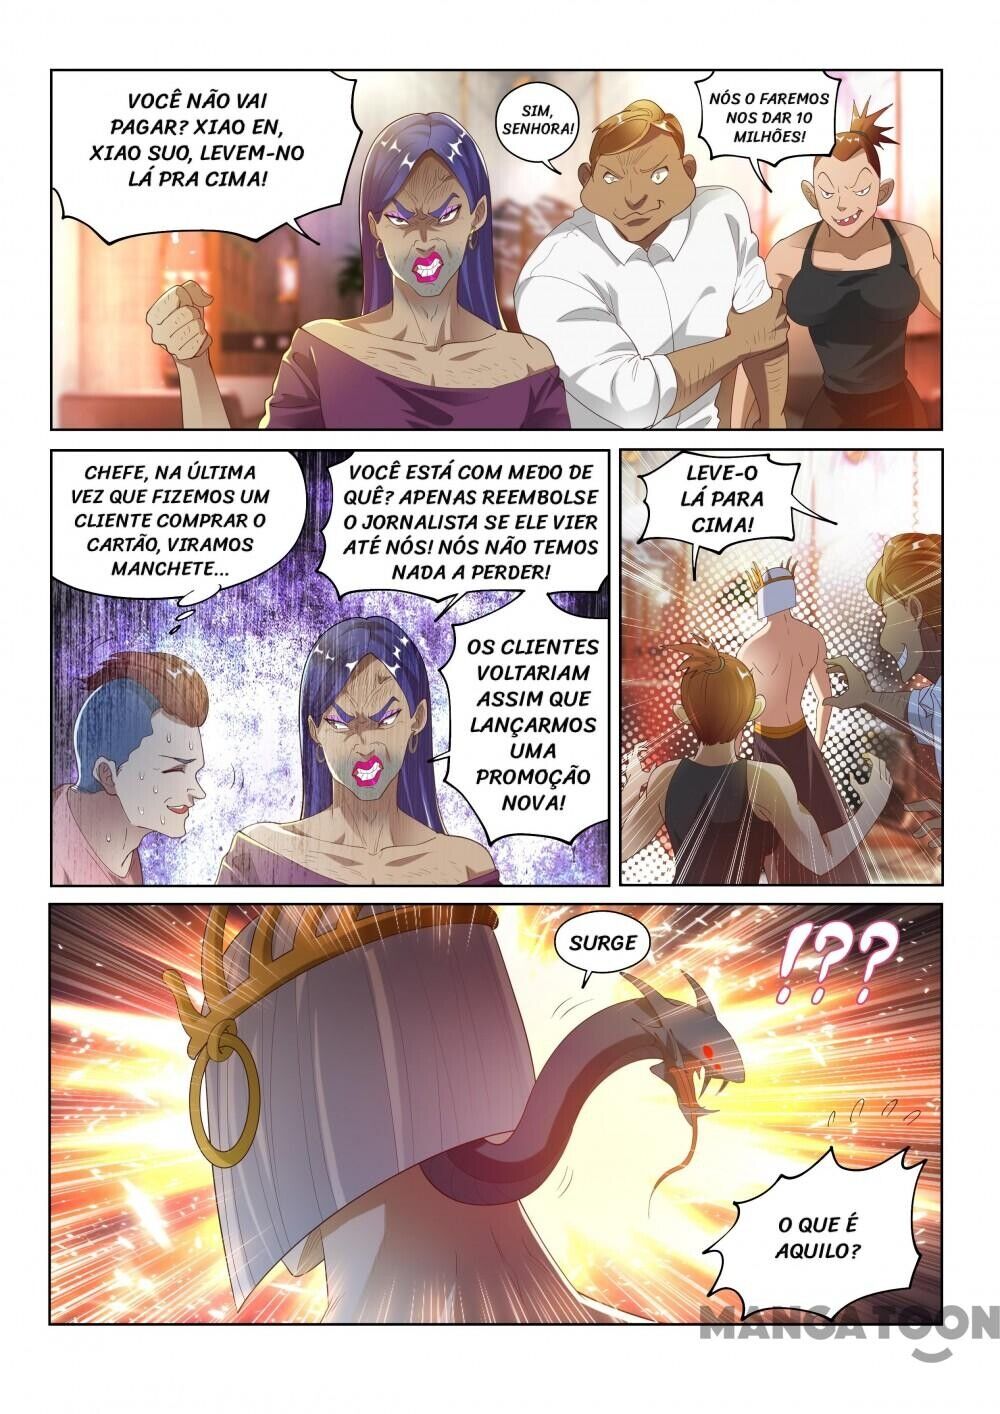 VOCÊ NÃO VAI
PAGAR? XIAO EN,
XIAO SUO, LEVEM-NO
LÁ PRA CIMA!
SIM,
SENHORA!
NÓS O FAREMOS
NOS DAR 10
MILHÕES!
CHEFE, NA ÚLTIMA
VEZ QUE FIZEMOS UM
CLIENTE COMPRAR O
CARTÃO, VIRAMOS
MANCHETE...
VOCÊ ESTÁ COM MEDO DE
QUÊ? APENAS REEMBOLSE
O JORNALISTA SE ELE VIER
ATÉ NÓS! NÓS NÃO TEMOS
NADA A PERDER!
OS CLIENTES
VOLTARIAM
ASSIM QUE
LANÇARMOS
UMA
PROMOÇÃO
NOVA!
LEVE-O
LÁ PARA
CIMA!
SURGE
!??
O QUE É
AQUILO?
MANGATOON